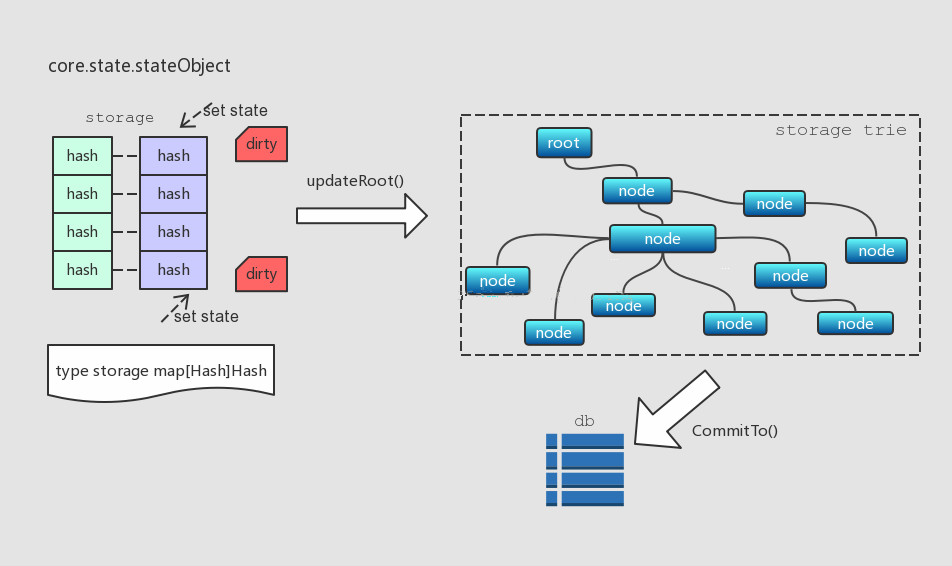 core.state.stateObject
storage
set state
hash hash dirty
hash hash
hash hash
hash hash dirty
set state
type storage map[Hash]Hash
updateRoot()
storage trie
root
node
node
node
node
node
node
node
node
node
node
CommitTo()
db